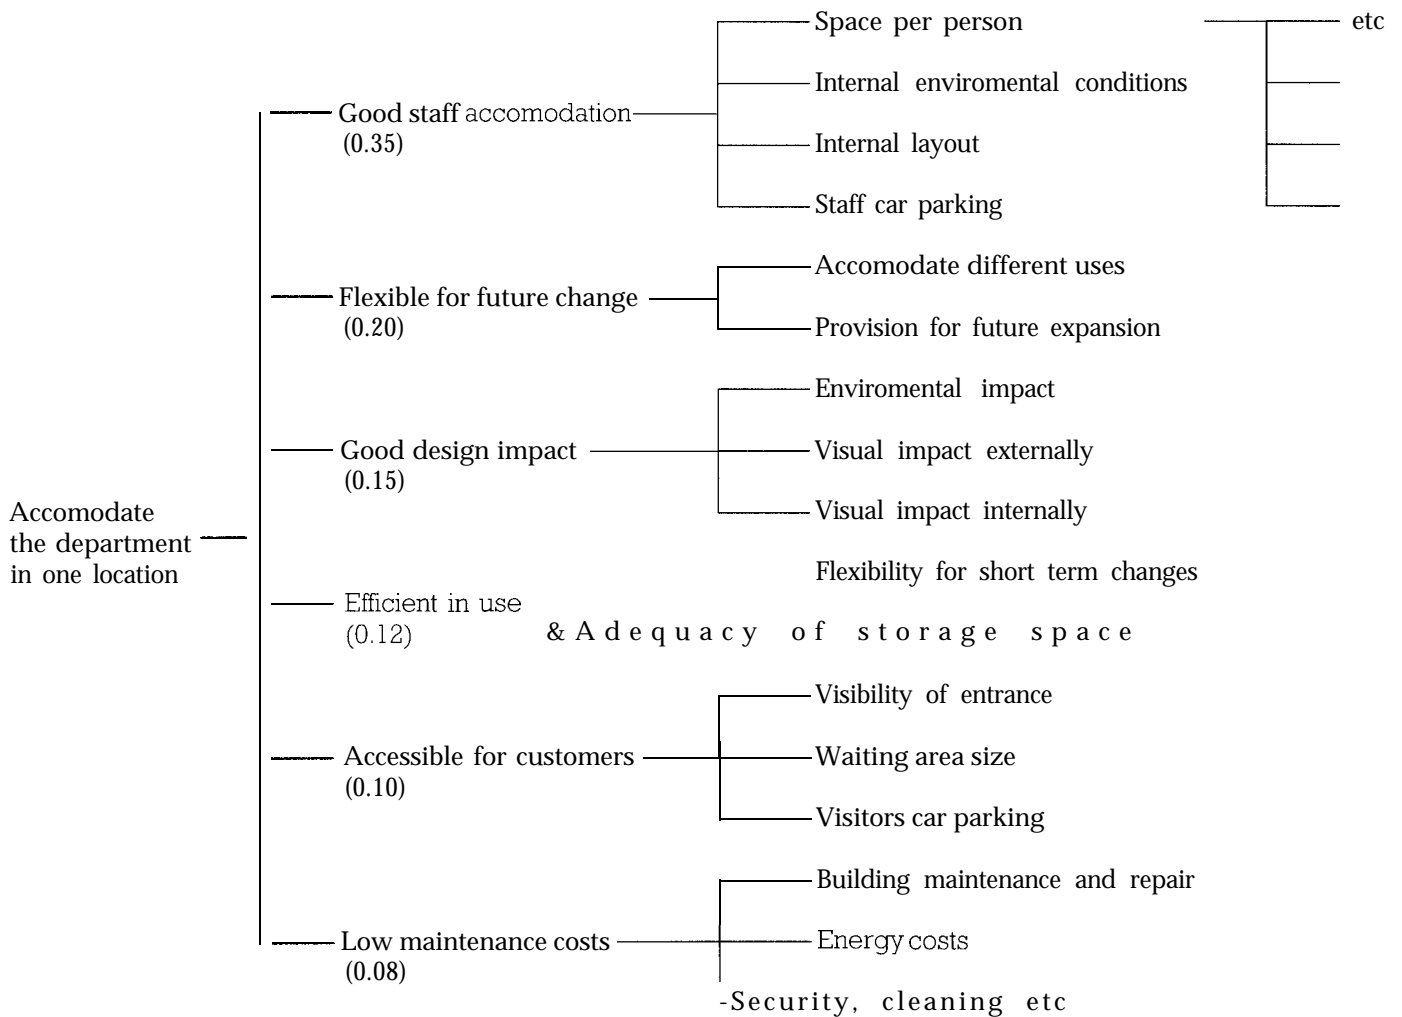 Space per person
etc
Internal enviromental conditions
Good staff accomodation
(0.35)
Internal layout
Staff car parking
Accomodate different uses
Flexible for future change
(0.20)
Provision for future expansion
Enviromental impact
Good design impact
(0.15)
Visual impact externally
Visual impact internally
Accomodate
the department
in one location
Flexibility for short term changes
Efficient in use
(0.12)
& Adequacy of storage space
Visibility of entrance
Accessible for customers
(0.10)
Waiting area size
Visitors car parking
Building maintenance and repair
Low maintenance costs
(0.08)
Energy costs
-Security, cleaning etc